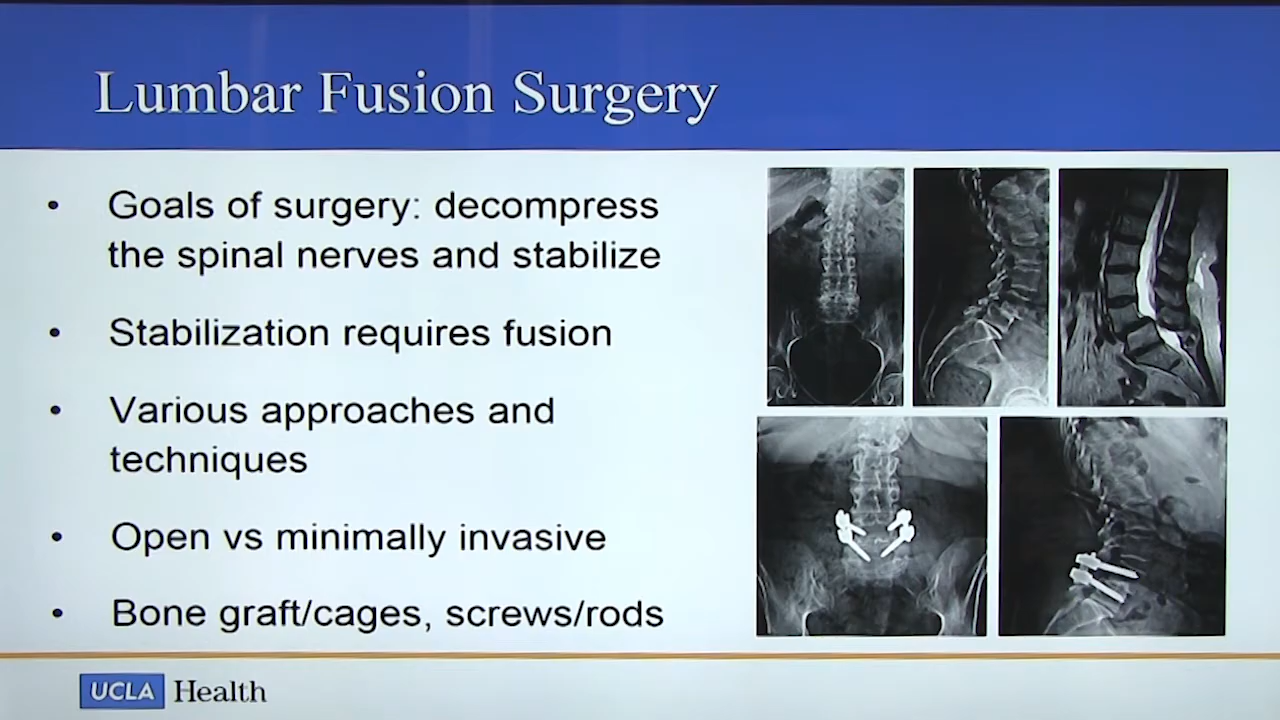 Lumbar Fusion Surgery
• Goals of surgery: decompress
the spinal nerves and stabilize
• Stabilization requires fusion
• Various approaches and
techniques
• Open vs minimally invasive
• Bone graft/cages, screws/rods
UCLA Health